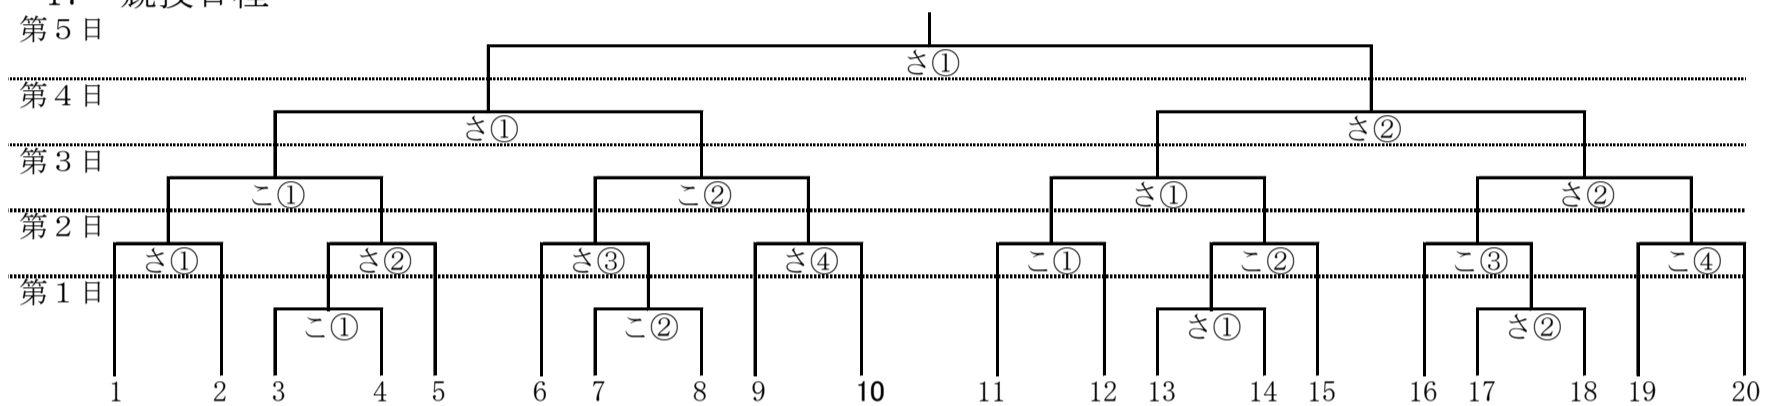 第５日
さ①
第４日
さ① さ②
第３日
こ① こ② さ① さ②
第２日
さ① さ② さ③ さ④ こ① こ② こ③ こ④
第１日
こ① こ② さ① さ②
1 2 3 4 5 6 7 8 9 10 11 12 13 14 15 16 17 18 19 20